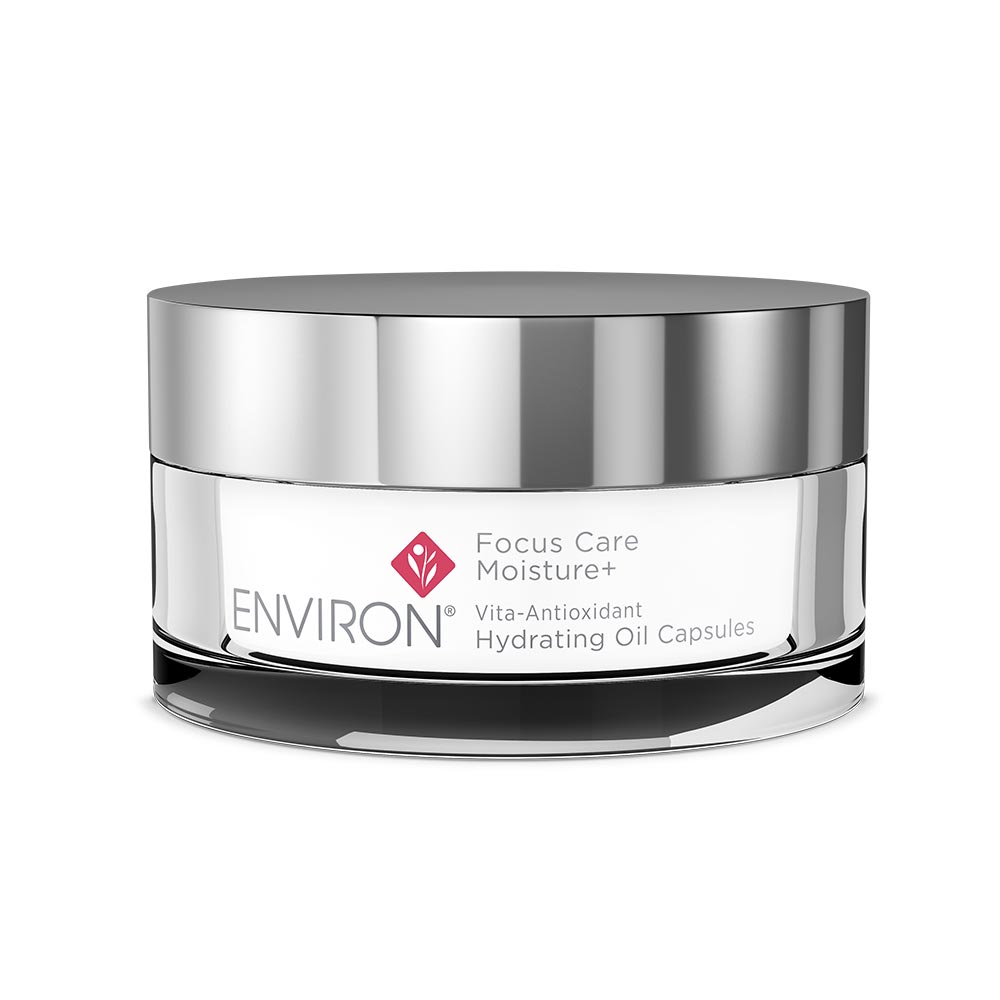 ENVIRON®
Focus Care
Moisture+
Vita-Antioxidant
Hydrating Oil Capsules